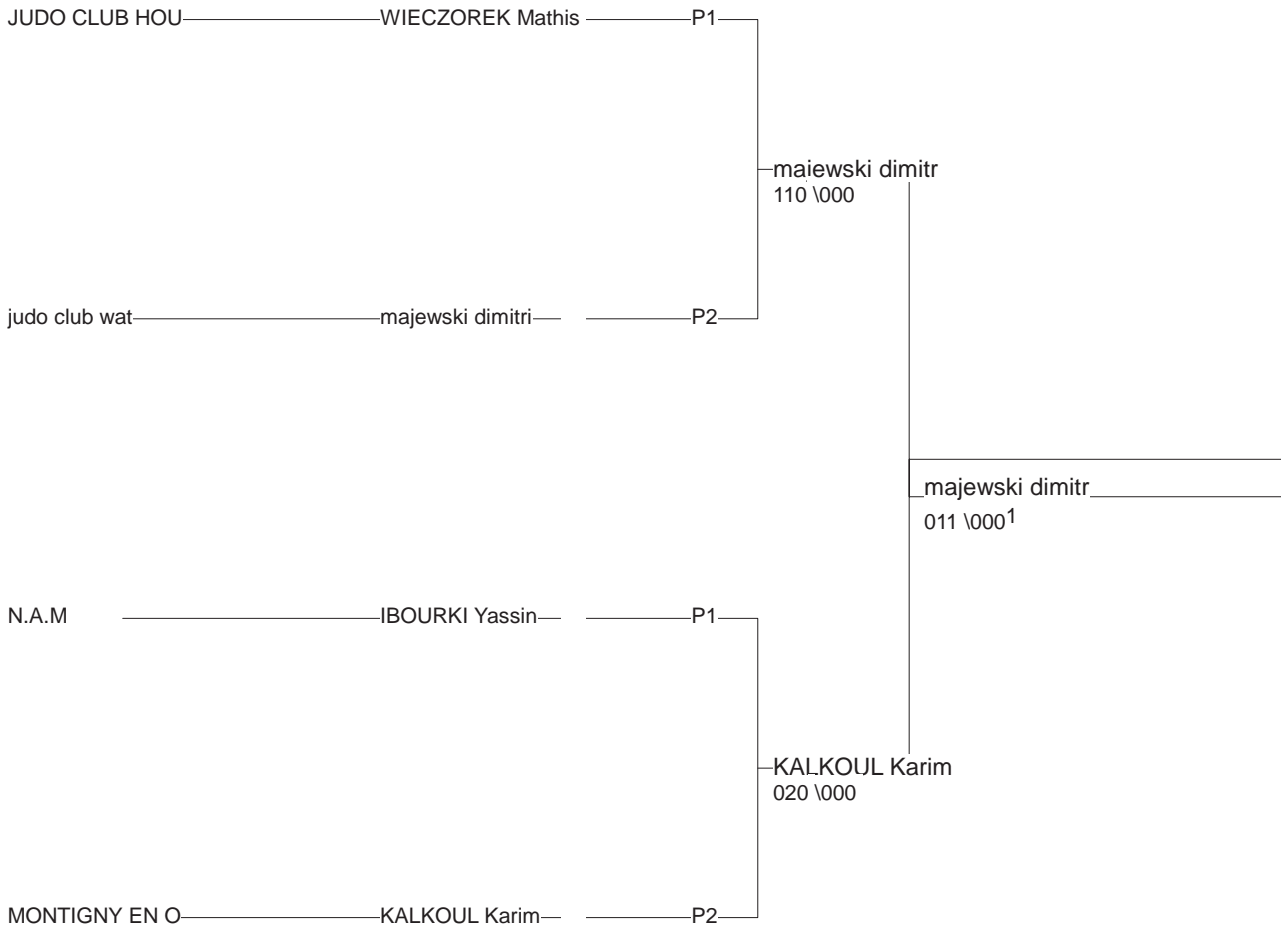 JUDO CLUB HOU WIECZOREK Mathis P1
majewski dimitr
110 \000
judo club wat majewski dimitri P2
majewski dimitr
011 \000 1
N.A.M IBOURKI Yassin P1
KALKOUL Karim
020 \000
MONTIGNY EN O KALKOUL Karim P2